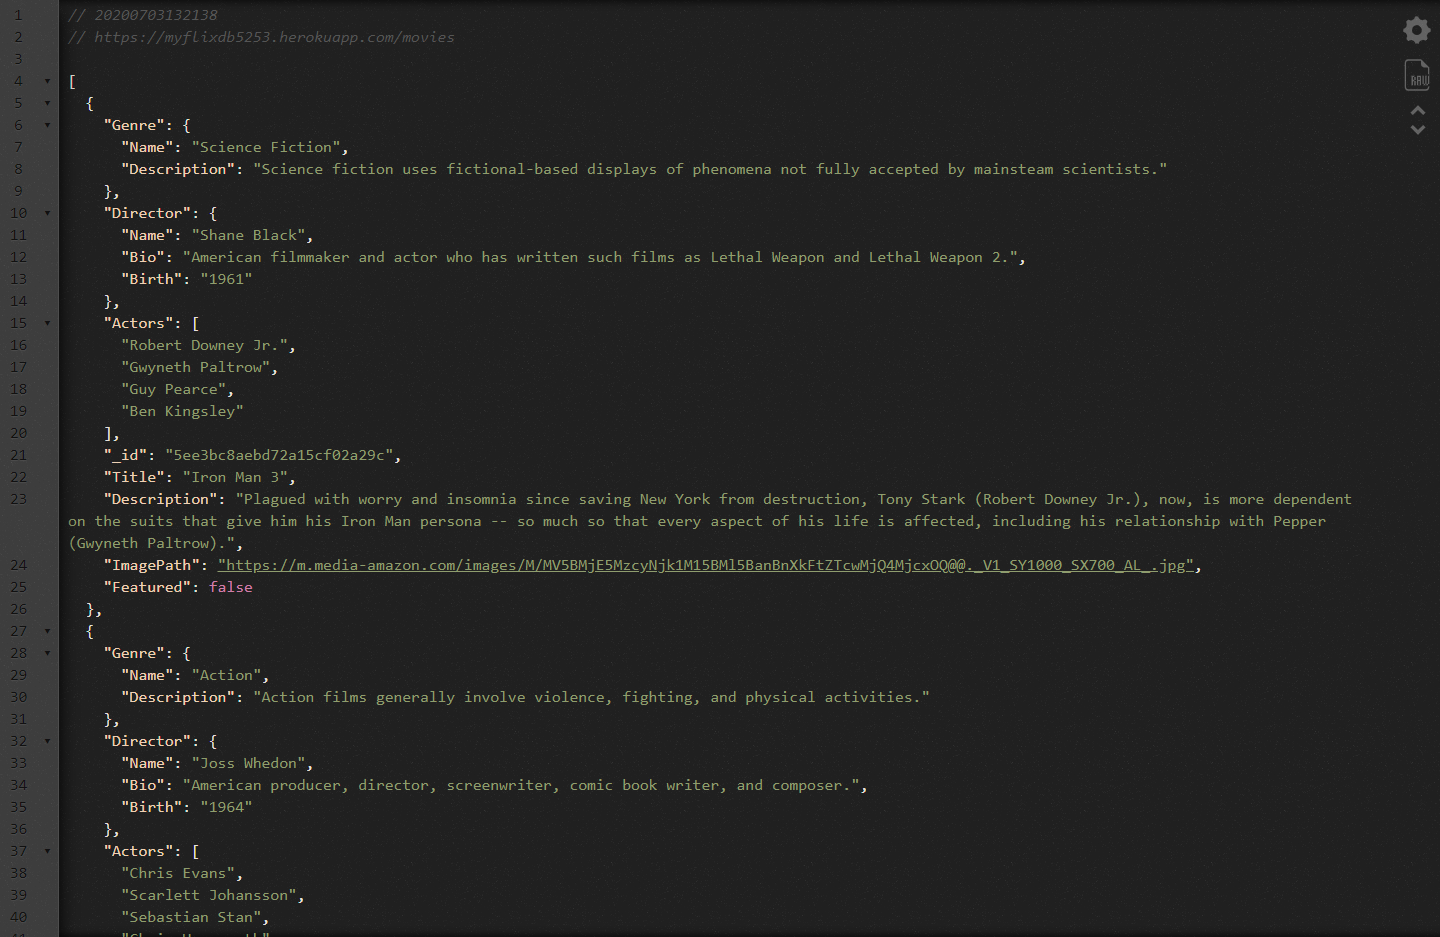 1 // 20200703132138
2 // https://myflixdb5253.herokuapp.com/movies
3
4 [
5 {
6 "Genre": {
7 "Name": "Science Fiction",
8 "Description": "Science fiction uses fictional-based displays of phenomena not fully accepted by mainsteam scientists."
9 },
10 "Director": {
11 "Name": "Shane Black",
12 "Bio": "American filmmaker and actor who has written such films as Lethal Weapon and Lethal Weapon 2.",
13 "Birth": "1961"
14 },
15 "Actors": [
16 "Robert Downey Jr.",
17 "Gwyneth Paltrow",
18 "Guy Pearce",
19 "Ben Kingsley"
20 ],
21 "_id": "5ee3bc8aebd72a15cf02a29c",
22 "Title": "Iron Man 3",
23 "Description": "Plagued with worry and insomnia since saving New York from destruction, Tony Stark (Robert Downey Jr.), now, is more dependent
on the suits that give him his Iron Man persona -- so much so that every aspect of his life is affected, including his relationship with Pepper
(Gwyneth Paltrow).",
24 "ImagePath": "https://m.media-amazon.com/images/M/MV5BMjE5MzcyNjk1M15BMl5BanBnXkFtZTcwMjQ4MjcxOQ@@._V1_SY1000_SX700_AL_.jpg",
25 "Featured": false
26 },
27 {
28 "Genre": {
29 "Name": "Action",
30 "Description": "Action films generally involve violence, fighting, and physical activities."
31 },
32 "Director": {
33 "Name": "Joss Whedon",
34 "Bio": "American producer, director, screenwriter, comic book writer, and composer.",
35 "Birth": "1964"
36 },
37 "Actors": [
38 "Chris Evans",
39 "Scarlett Johansson",
40 "Sebastian Stan",
RAW